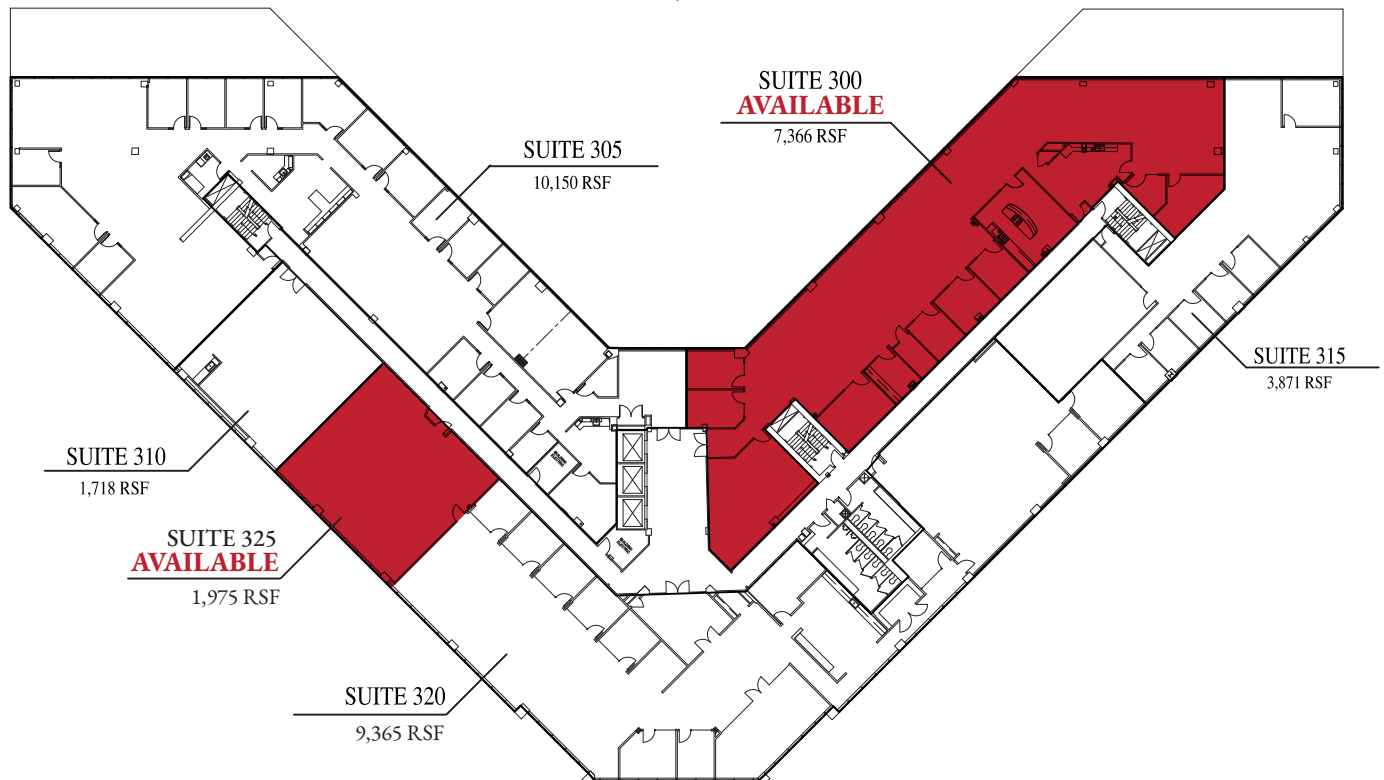 SUITE 300
AVAILABLE
7,366 RSF
SUITE 305
10,150 RSF
SUITE 315
3,871 RSF
SUITE 310
1,718 RSF
SUITE 325
AVAILABLE
1,975 RSF
SUITE 320
9,365 RSF